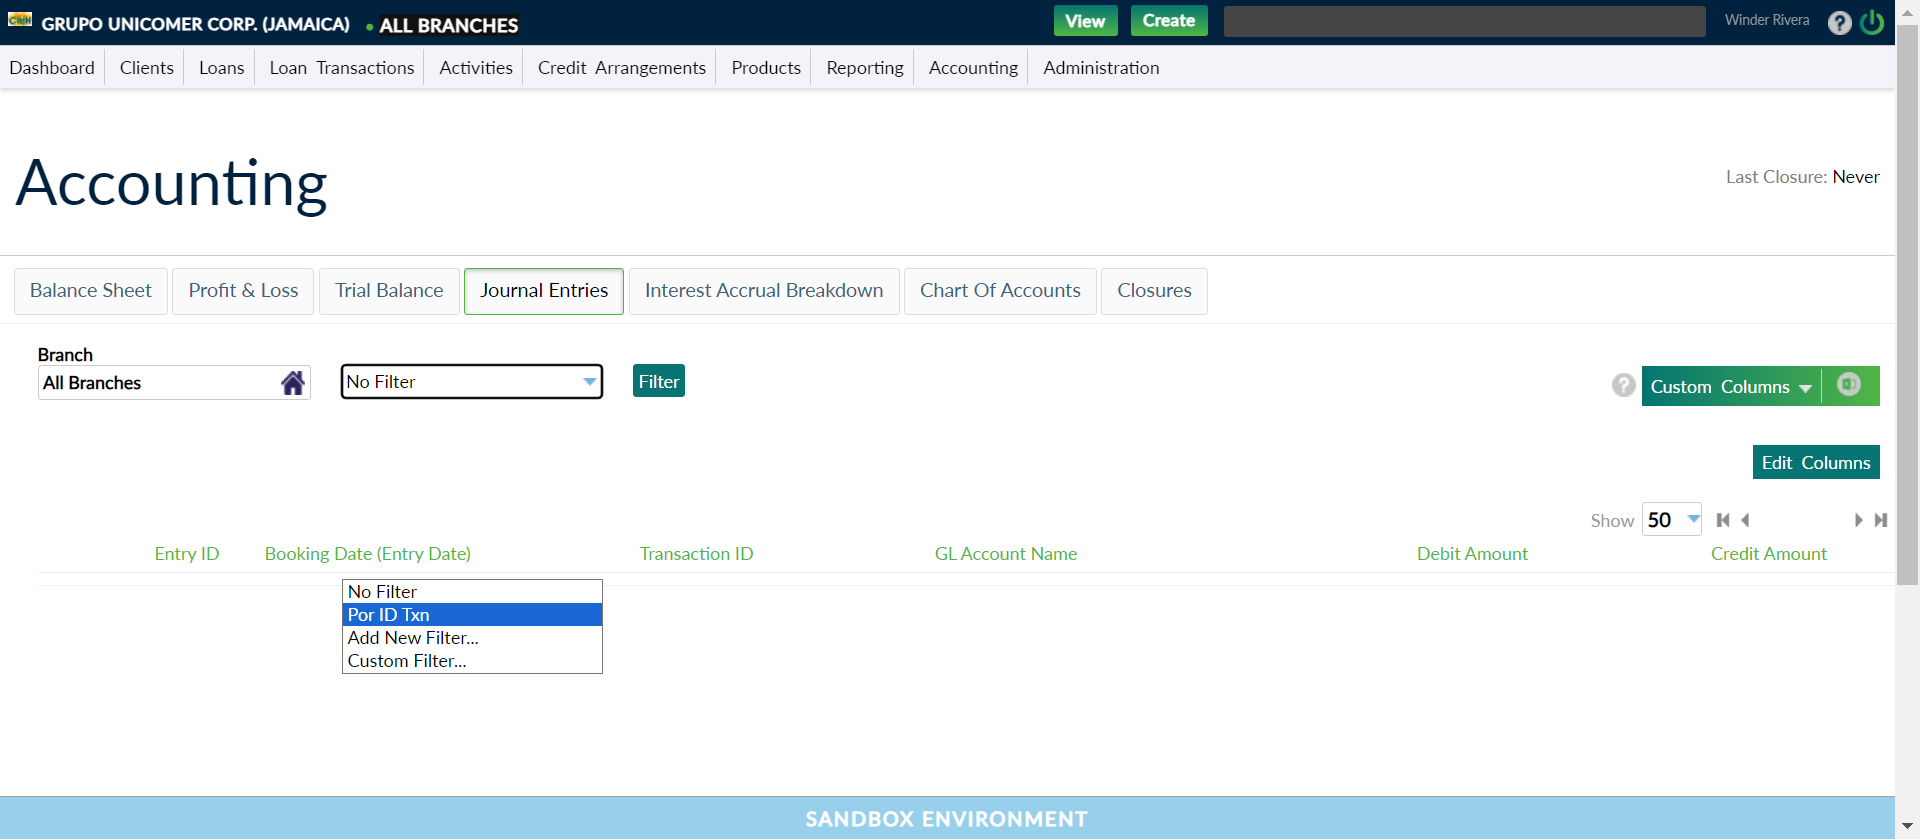 GRUPO UNICOMER CORP. (JAMAICA) • ALL BRANCHES View Create Winder Rivera ?
Dashboard Clients Loans Loan Transactions Activities Credit Arrangements Products Reporting Accounting Administration
Accounting
Last Closure: Never
Balance Sheet Profit & Loss Trial Balance Journal Entries Interest Accrual Breakdown Chart Of Accounts Closures
Branch
All Branches No Filter Filter ? Custom Columns
Edit Columns
Show 50
Entry ID Booking Date (Entry Date) Transaction ID GL Account Name Debit Amount Credit Amount
No Filter
Por ID Txn
Add New Filter...
Custom Filter...
SANDBOX ENVIRONMENT